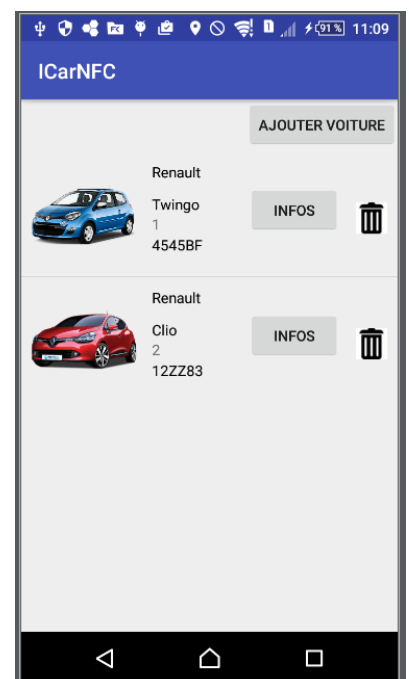 91% 11:09
ICarNFC
AJOUTER VOITURE
Renault
Twingo
1
4545BF
INFOS
Renault
Clio
2
12ZZ83
INFOS